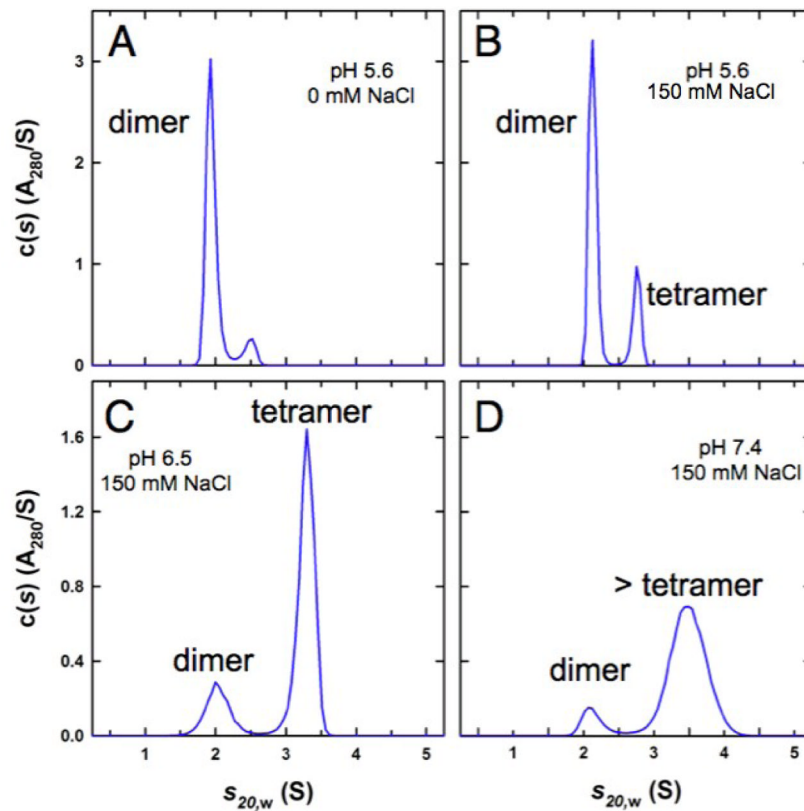 A
pH 5.6
0 mM NaCl
dimer
B
pH 5.6
150 mM NaCl
dimer
tetramer
c(s) (A280/S)
3
2
1
0
C
tetramer
pH 6.5
150 mM NaCl
dimer
D
pH 7.4
150 mM NaCl
> tetramer
dimer
c(s) (A280/S)
1.6
1.2
0.8
0.4
0.0
1 2 3 4 5
1 2 3 4 5
s20,w (S)
s20,w (S)